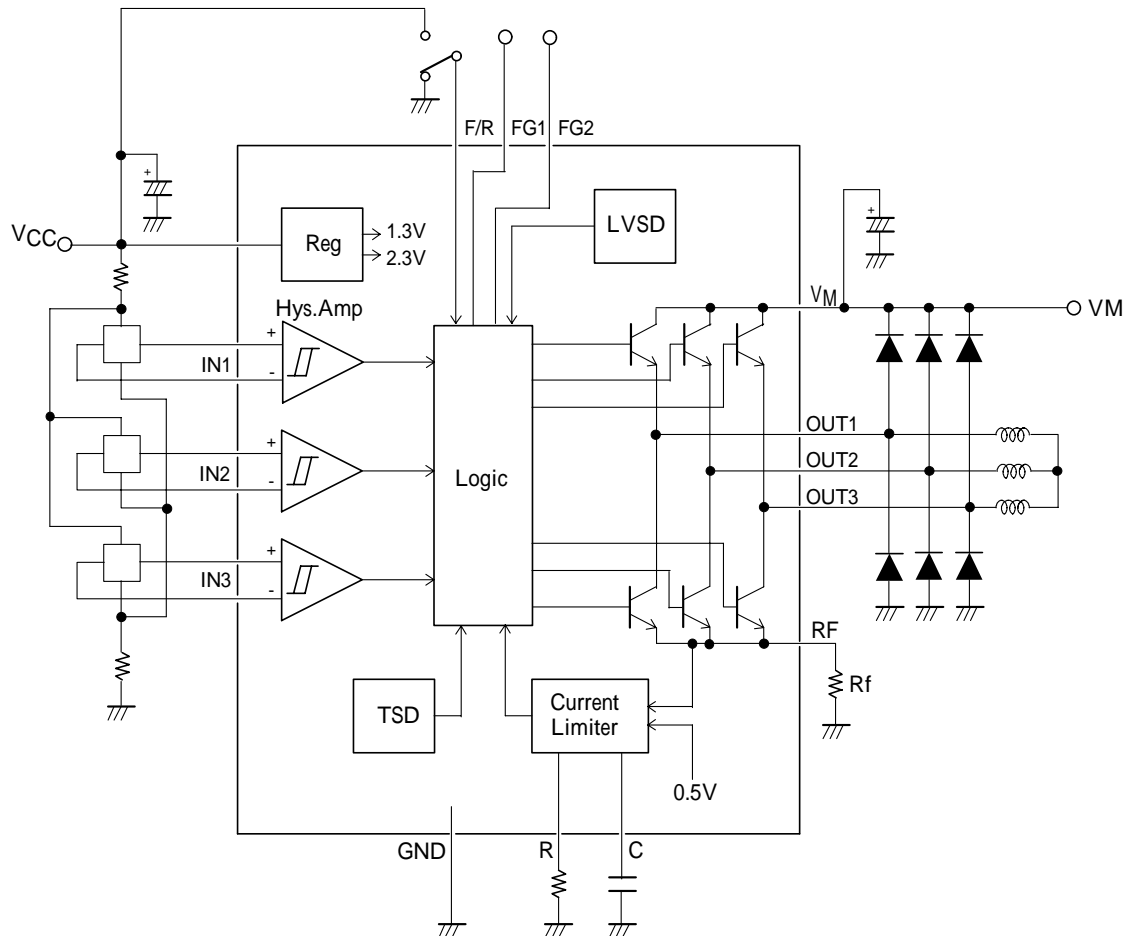 F/R FG1 FG2
+
+
VCC
Reg
1.3V
2.3V
LVSD
VM
VM
Hys.Amp
+
IN1
-
OUT1
+
IN2
-
Logic
OUT2
OUT3
+
IN3
-
RF
Rf
TSD
Current
Limiter
0.5V
GND
R
C